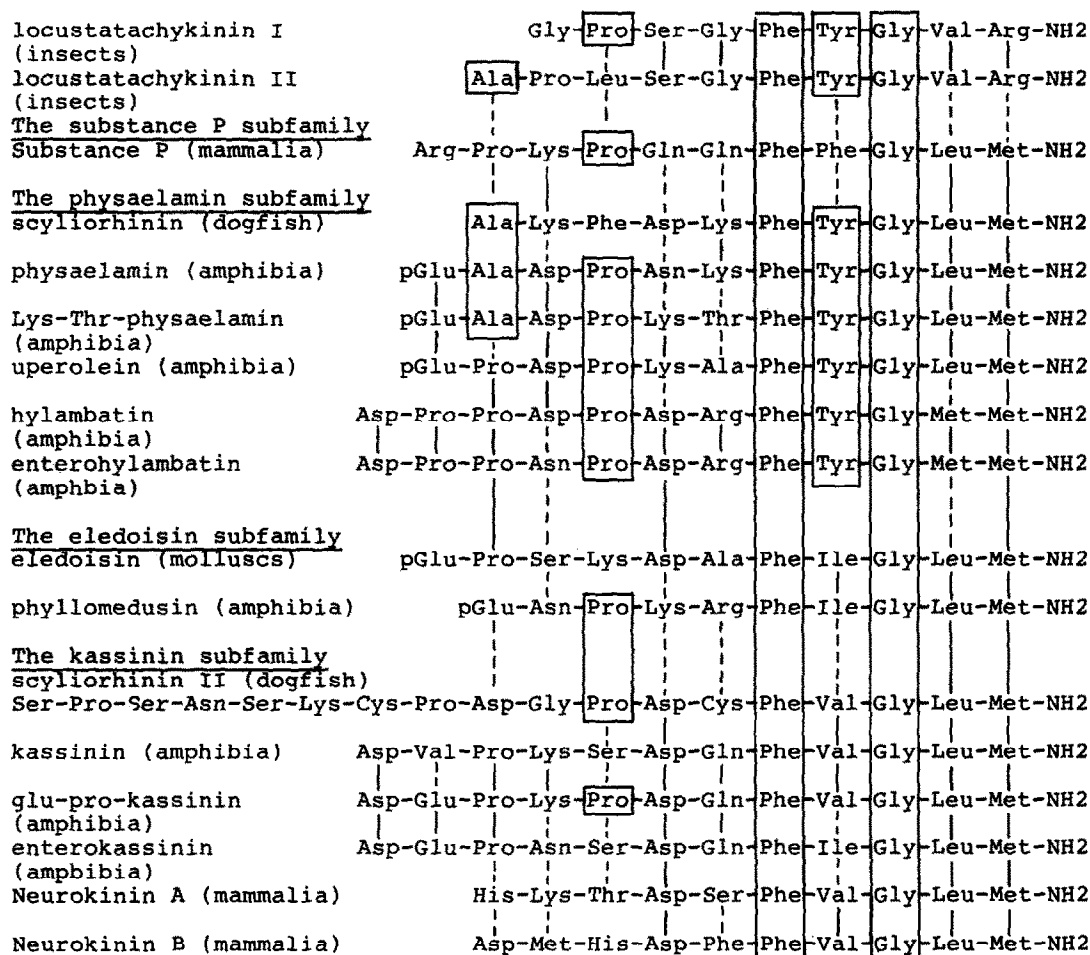 locustatachykinin I Gly-Pro-Ser-Gly-Phe-Tyr-Gly-Val-Arg-NH2
(insects)
locustatachykinin II Ala-Pro-Leu-Ser-Gly-Phe-Tyr-Gly-Val-Arg-NH2
(insects)
The substance P subfamily
Substance P (mammalia) Arg-Pro-Lys-Pro-Gln-Gln-Phe-Phe-Gly-Leu-Met-NH2
The physaelamin subfamily
scyliorhinin (dogfish) Ala-Lys-Phe-Asp-Lys-Phe-Tyr-Gly-Leu-Met-NH2
physaelamin (amphibia) pGlu-Ala-Asp-Pro-Asn-Lys-Phe-Tyr-Gly-Leu-Met-NH2
Lys-Thr-physaelamin pGlu-Ala-Asp-Pro-Lys-Thr-Phe-Tyr-Gly-Leu-Met-NH2
(amphibia)
uperolein (amphibia) pGlu-Pro-Asp-Pro-Lys-Ala-Phe-Tyr-Gly-Leu-Met-NH2
hylambatin Asp-Pro-Pro-Asp-Pro-Asp-Arg-Phe-Tyr-Gly-Met-Met-NH2
(amphibia)
enterohylambatin Asp-Pro-Pro-Asn-Pro-Asp-Arg-Phe-Tyr-Gly-Met-Met-NH2
(amphbia)
The eledoisin subfamily
eledoisin (molluscs) pGlu-Pro-Ser-Lys-Asp-Ala-Phe-Ile-Gly-Leu-Met-NH2
phyllomedusin (amphibia) pGlu-Asn-Pro-Lys-Arg-Phe-Ile-Gly-Leu-Met-NH2
The kassinin subfamily
scyliorhinin II (dogfish)
Ser-Pro-Ser-Asn-Ser-Lys-Cys-Pro-Asp-Gly-Pro-Asp-Cys-Phe-Val-Gly-Leu-Met-NH2
kassinin (amphibia) Asp-Val-Pro-Lys-Ser-Asp-Gln-Phe-Val-Gly-Leu-Met-NH2
glu-pro-kassinin Asp-Glu-Pro-Lys-Pro-Asp-Gln-Phe-Val-Gly-Leu-Met-NH2
(amphibia)
enterokassinin Asp-Glu-Pro-Asn-Ser-Asp-Gln-Phe-Ile-Gly-Leu-Met-NH2
(ampbibia)
Neurokinin A (mammalia) His-Lys-Thr-Asp-Ser-Phe-Val-Gly-Leu-Met-NH2
Neurokinin B (mammalia) Asp-Met-His-Asp-Phe-Phe-Val-Gly-Leu-Met-NH2